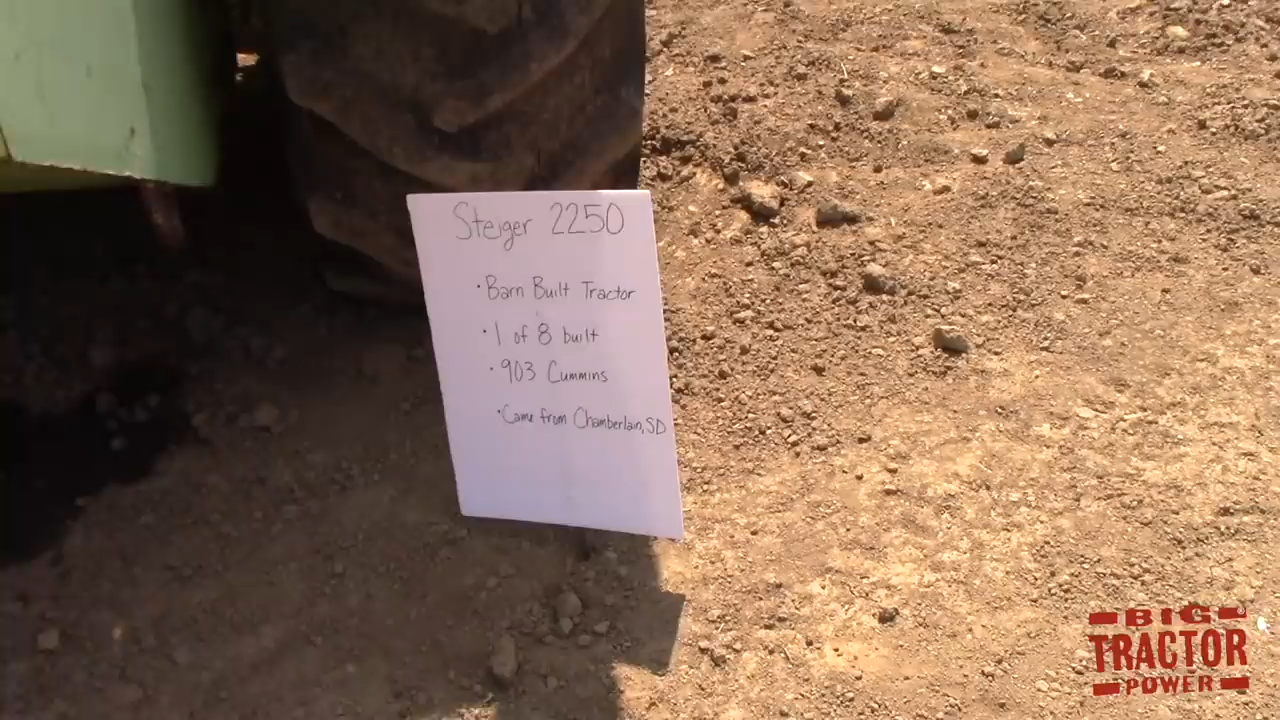 Steiger 2250
• Barn Built Tractor
• 1 of 8 built
• 903 Cummins
• Came from Chamberlain, SD
BIG
TRACTOR
POWER